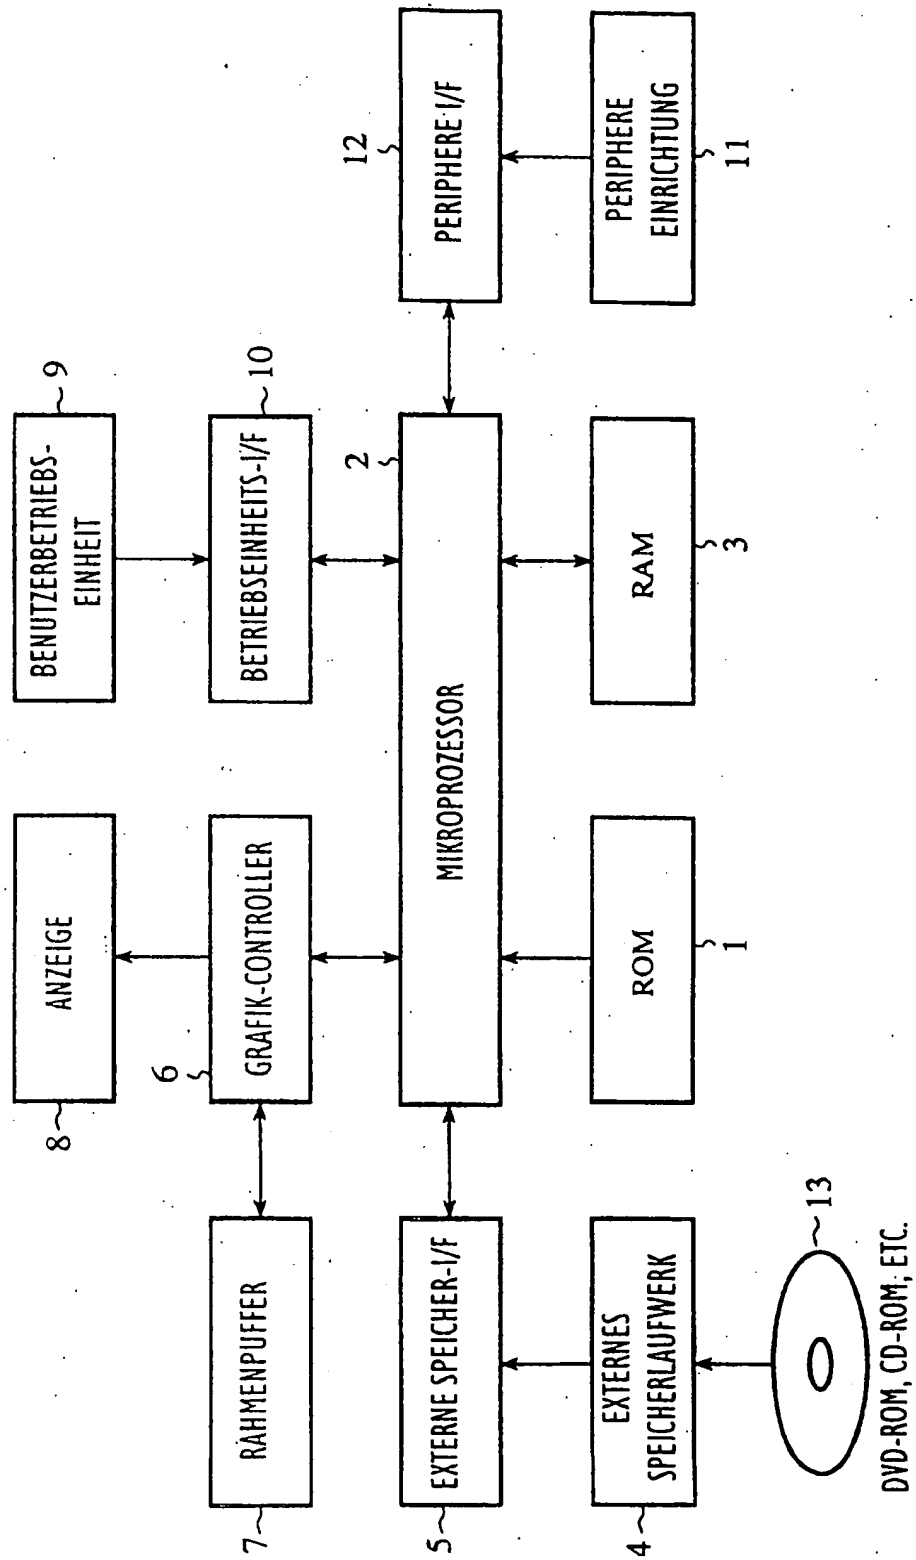 8
ANZEIGE
BENUTZERBETRIEBS-
EINHEIT
9
7
RAHMENPUFFER
6
GRAFIK-CONTROLLER
BETRIEBSEINHEITS-I/F
10
5
EXTERNE SPEICHER-I/F
MIKROPROZESSOR
2
PERIPHERE I/F
12
4
EXTERNES
SPEICHERLAUFWERK
ROM
1
RAM
3
PERIPHERE
EINRICHTUNG
11
13
DVD-ROM, CD-ROM, ETC.